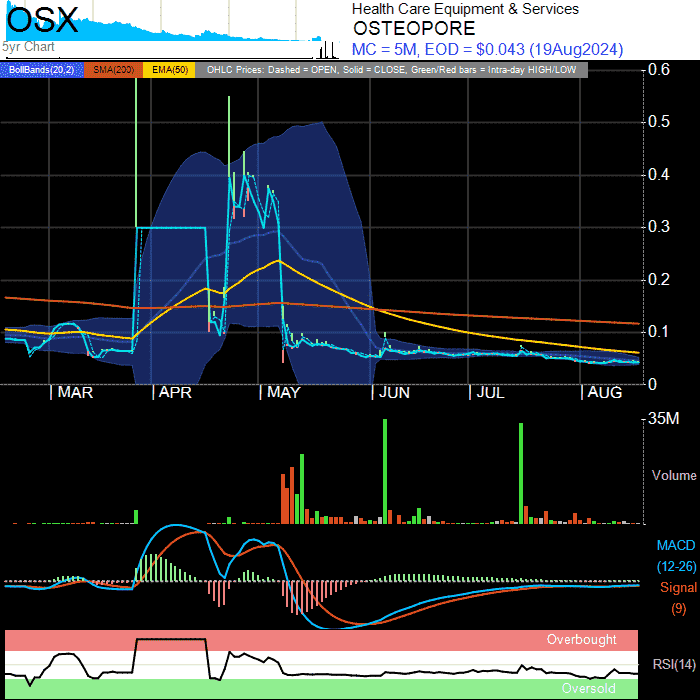 OSX
5yr Chart
Health Care Equipment & Services
OSTEOPORE
MC = 5M, EOD = $0.043 (19Aug2024)
BollBands(20,2) SMA(200) EMA(50) OHLC Prices: Dashed = OPEN, Solid = CLOSE, Green/Red bars = Intra-day HIGH/LOW
0.6
0.5
0.4
0.3
0.2
0.1
0
MAR APR MAY JUN JUL AUG
35M
Volume
MACD
(12-26)
Signal
(9)
Overbought
RSI(14)
Oversold